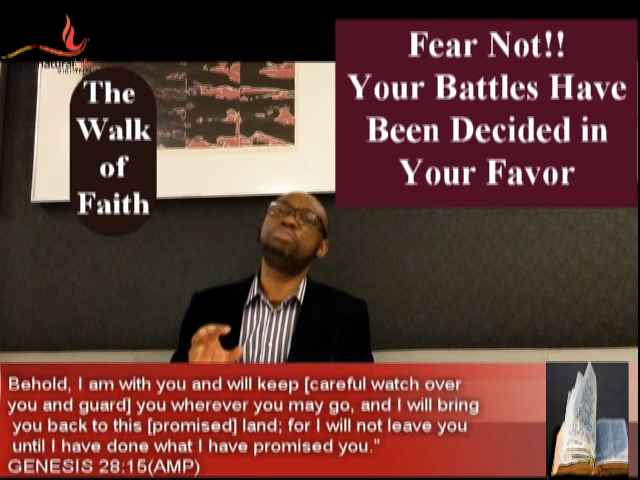 The
Walk
of
Faith
Fear Not!!
Your Battles Have
Been Decided in
Your Favor
Behold, I am with you and will keep [careful watch over
you and guard] you wherever you may go, and I will bring
you back to this [promised] land; for I will not leave you
until I have done what I have promised you.”
GENESIS 28:15(AMP)